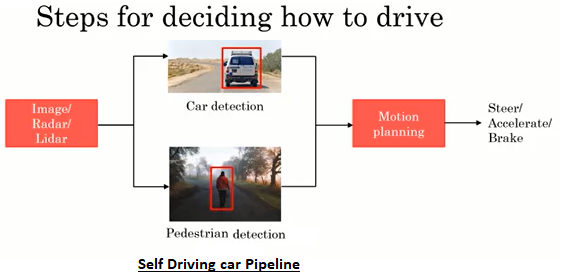 Steps for deciding how to drive
Image/
Radar/
Lidar
Car detection
Pedestrian detection
Motion
planning
Steer/
Accelerate/
Brake
Self Driving car Pipeline